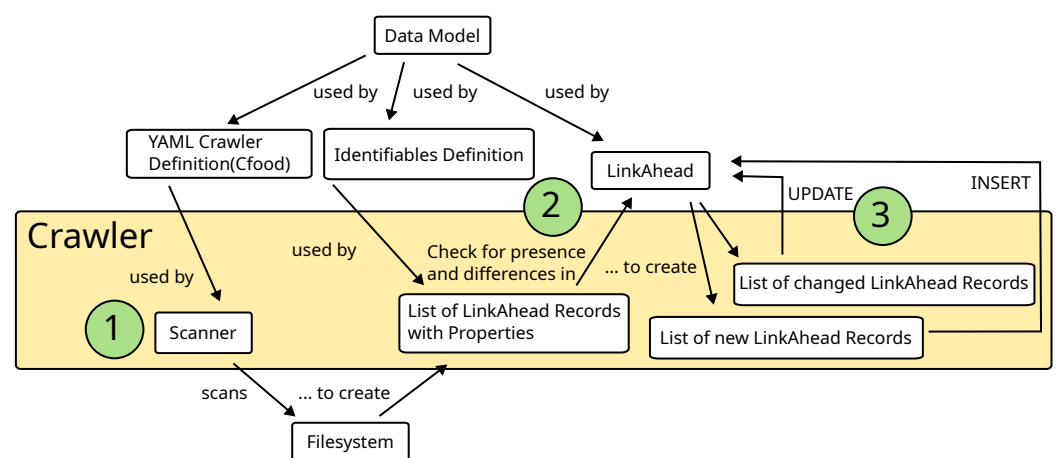 Data Model
used by
used by
used by
YAML Crawler
Definition(Cfood)
Identifiables Definition
LinkAhead
INSERT
UPDATE
2
3
Crawler
used by
Check for presence
and differences in
... to create
used by
List of changed LinkAhead Records
1
Scanner
List of LinkAhead Records
with Properties
List of new LinkAhead Records
scans
... to create
Filesystem